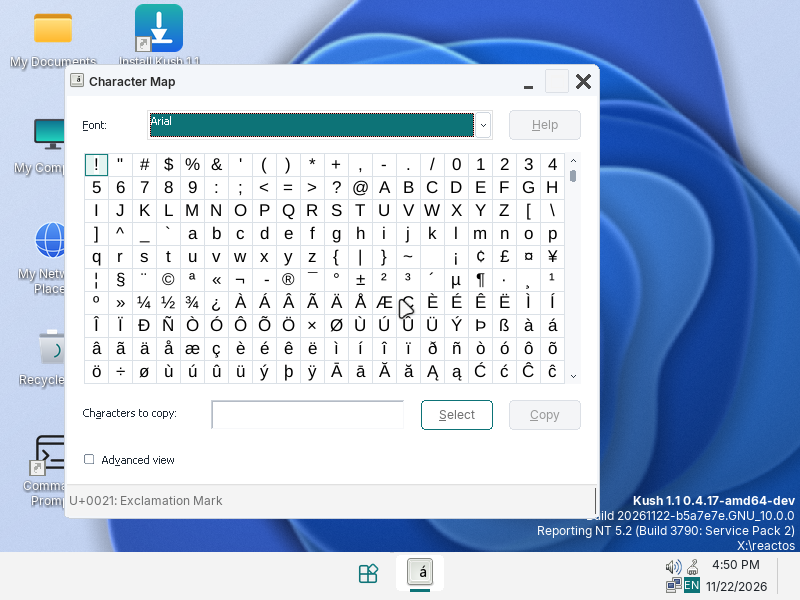 My Documents
Install Kush 1.1
Character Map
Font:
Arial
Help
! " # $ % & ' ( ) * + , - . / 0 1 2 3 4
5 6 7 8 9 : ; < = > ? @ A B C D E F G H
I J K L M N O P Q R S T U V W X Y Z [ \
] ^ _ ` a b c d e f g h i j k l m n o p
q r s t u v w x y z { | } ~ ¡ ¢ £ ¤ ¥
¦ § ¨ © ª « ¬ - ® ¯ ° ± ² ³ ´ µ ¶ · ¸ ¹
º » ¼ ½ ¾ ¿ À Á Â Ã Ä Å Æ Ç È É Ê Ë Ì Í
Î Ï Ð Ñ Ò Ó Ô Õ Ö × Ø Ù Ú Û Ü Ý Þ ß à á
â ã ä å æ ç è é ê ë ì í î ï ð ñ ò ó ô õ
ö ÷ ø ù ú û ü ý þ ÿ Ā ā Ă ă Ą ą Ć ć Ĉ ĉ
Characters to copy:
Select
Copy
Advanced view
U+0021: Exclamation Mark
My Comp
My Netw
Place
Recycle
Comma
Promp
Kush 1.1 0.4.17-amd64-dev
Build 20261122-b5a7e7e.GNU_10.0.0
Reporting NT 5.2 (Build 3790: Service Pack 2)
X:\reactos
á
EN
4:50 PM
11/22/2026